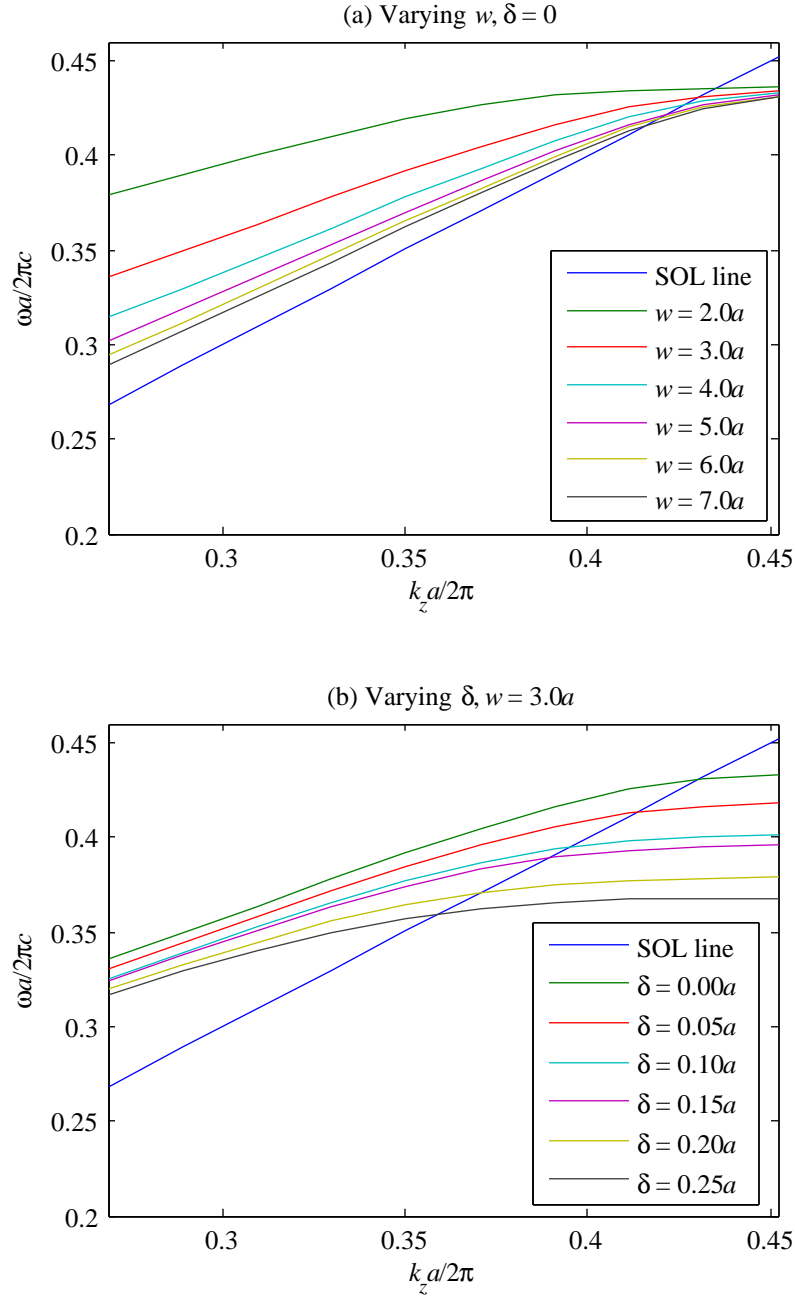 (a) Varying w, δ = 0
0.45
0.4
0.35
0.3
0.25
0.2
ωa/2πc
SOL line
w = 2.0a
w = 3.0a
w = 4.0a
w = 5.0a
w = 6.0a
w = 7.0a
0.3 0.35 0.4 0.45
k_z a/2π
(b) Varying δ, w = 3.0a
0.45
0.4
0.35
0.3
0.25
0.2
ωa/2πc
SOL line
δ = 0.00a
δ = 0.05a
δ = 0.10a
δ = 0.15a
δ = 0.20a
δ = 0.25a
0.3 0.35 0.4 0.45
k_z a/2π